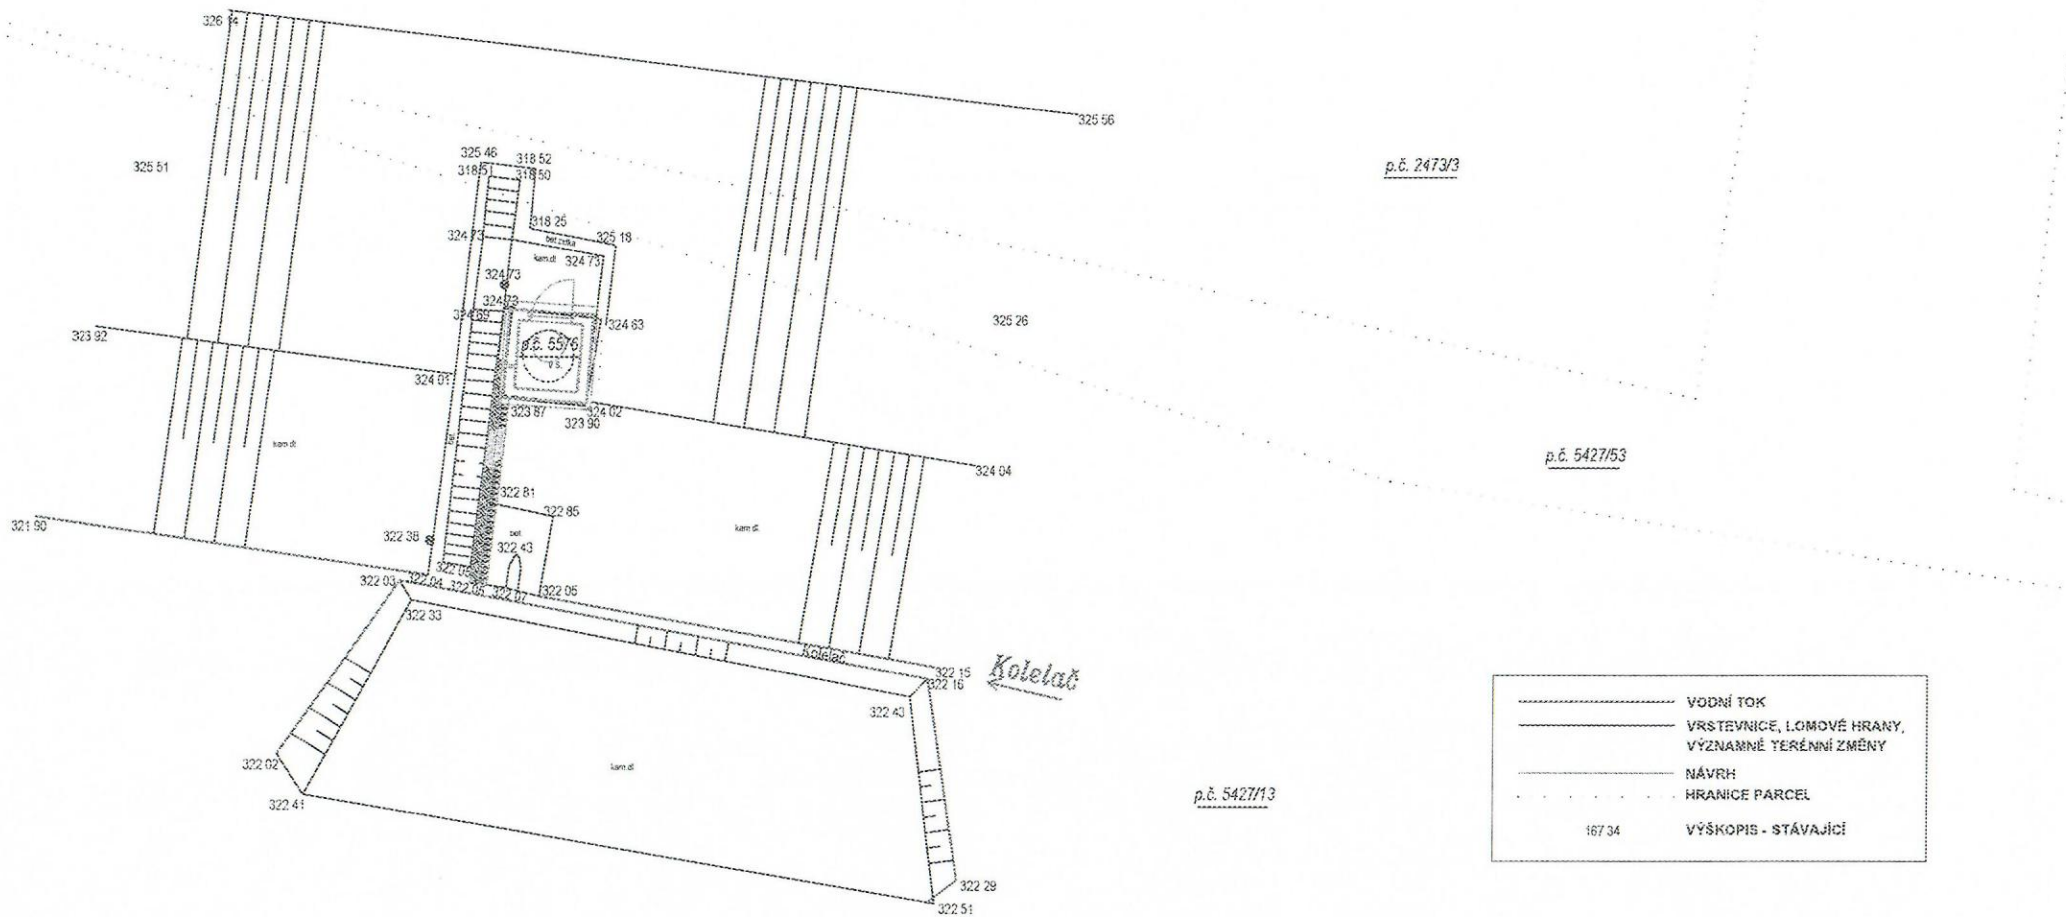 326 14
325 56
325 51
p.č. 2473/3
325 46
318 52
318 51
318 50
318 25
325 18
324 73
bet.zídka
kam.dl
324 73
324 73
324 73
324 69
324 63
325 26
323 92
p.č. 5576
v š.
324 01
323 87
324 02
323 90
kam.dl
bet
324 04
p.č. 5427/53
322 81
322 85
321 90
322 38
bet
322 43
kam.dl
322 05
322 03
322 04
322 05
322 07
322 05
322 33
Kolelač
322 15
322 16
Kolelač
322 43
322 02
kam.dl
322 41
p.č. 5427/13
322 29
322 51
VODNÍ TOK
VRSTEVNICE, LOMOVÉ HRANY,
VÝZNAMNÉ TERÉNNÍ ZMĚNY
NÁVRH
HRANICE PARCEL
167 34 VÝŠKOPIS - STÁVAJÍCÍ